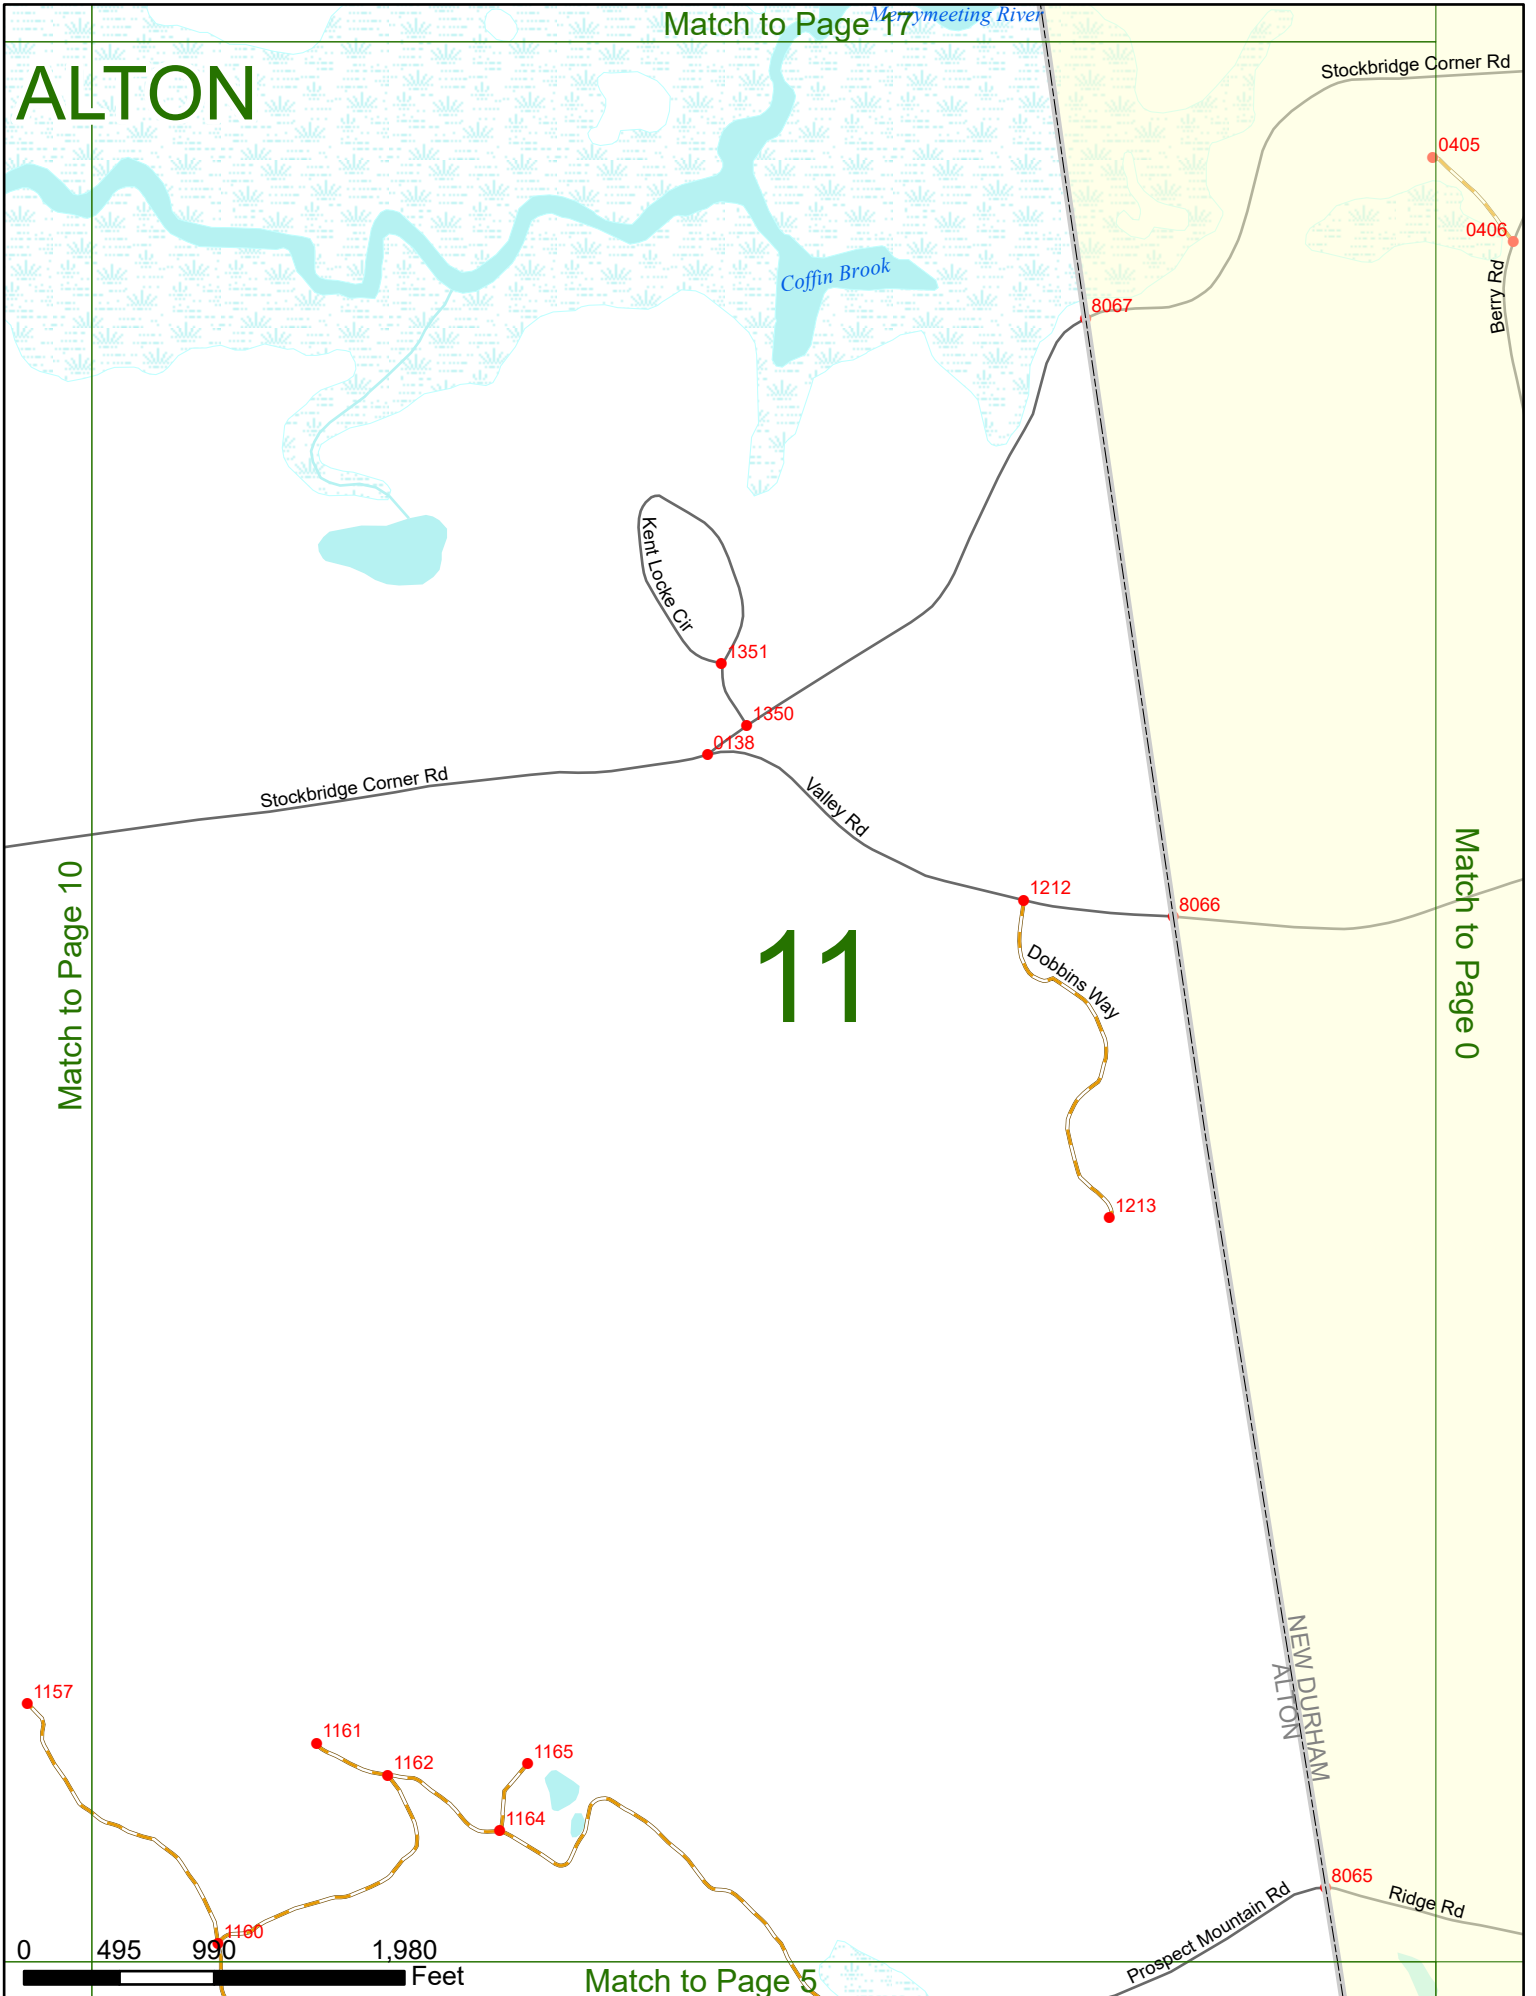 Match to Page 17
Merrymeeting River
ALTON
Stockbridge Corner Rd
0405
0406
Berry Rd
Coffin Brook
8067
Kent Locke Cir
1351
1350
0138
Stockbridge Corner Rd
Valley Rd
Match to Page 10
Match to Page 0
1212
8066
11
Dobbins Way
1213
NEW DURHAM
ALTON
1157
1161
1162
1165
1164
8065
Ridge Rd
Prospect Mountain Rd
1160
0 495 990 1,980
Feet
Match to Page 5